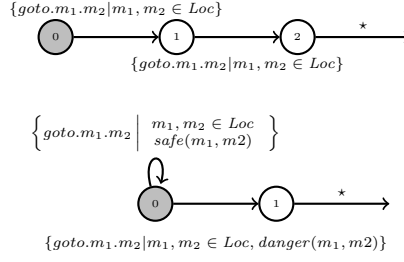 {goto.m₁.m₂|m₁, m₂ ∈ Loc}
0 1 2 ⋆
{goto.m₁.m₂|m₁, m₂ ∈ Loc}
{goto.m₁.m₂ | m₁, m₂ ∈ Loc
safe(m₁, m2)}
0 1 ⋆
{goto.m₁.m₂|m₁, m₂ ∈ Loc, danger(m₁, m2)}